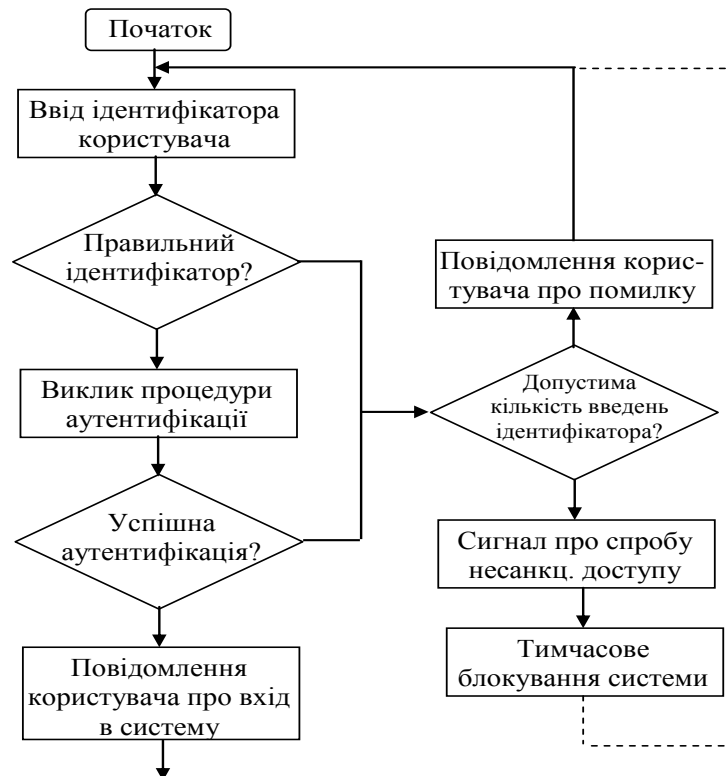 Початок
Ввід ідентифікатора
користувача
Правильний
ідентифікатор?
Виклик процедури
аутентифікації
Успішна
аутентифікація?
Повідомлення
користувача про вхід
в систему
Повідомлення корис-
тувача про помилку
Допустима
кількість введень
ідентифікатора?
Сигнал про спробу
несанкц. доступу
Тимчасове
блокування системи